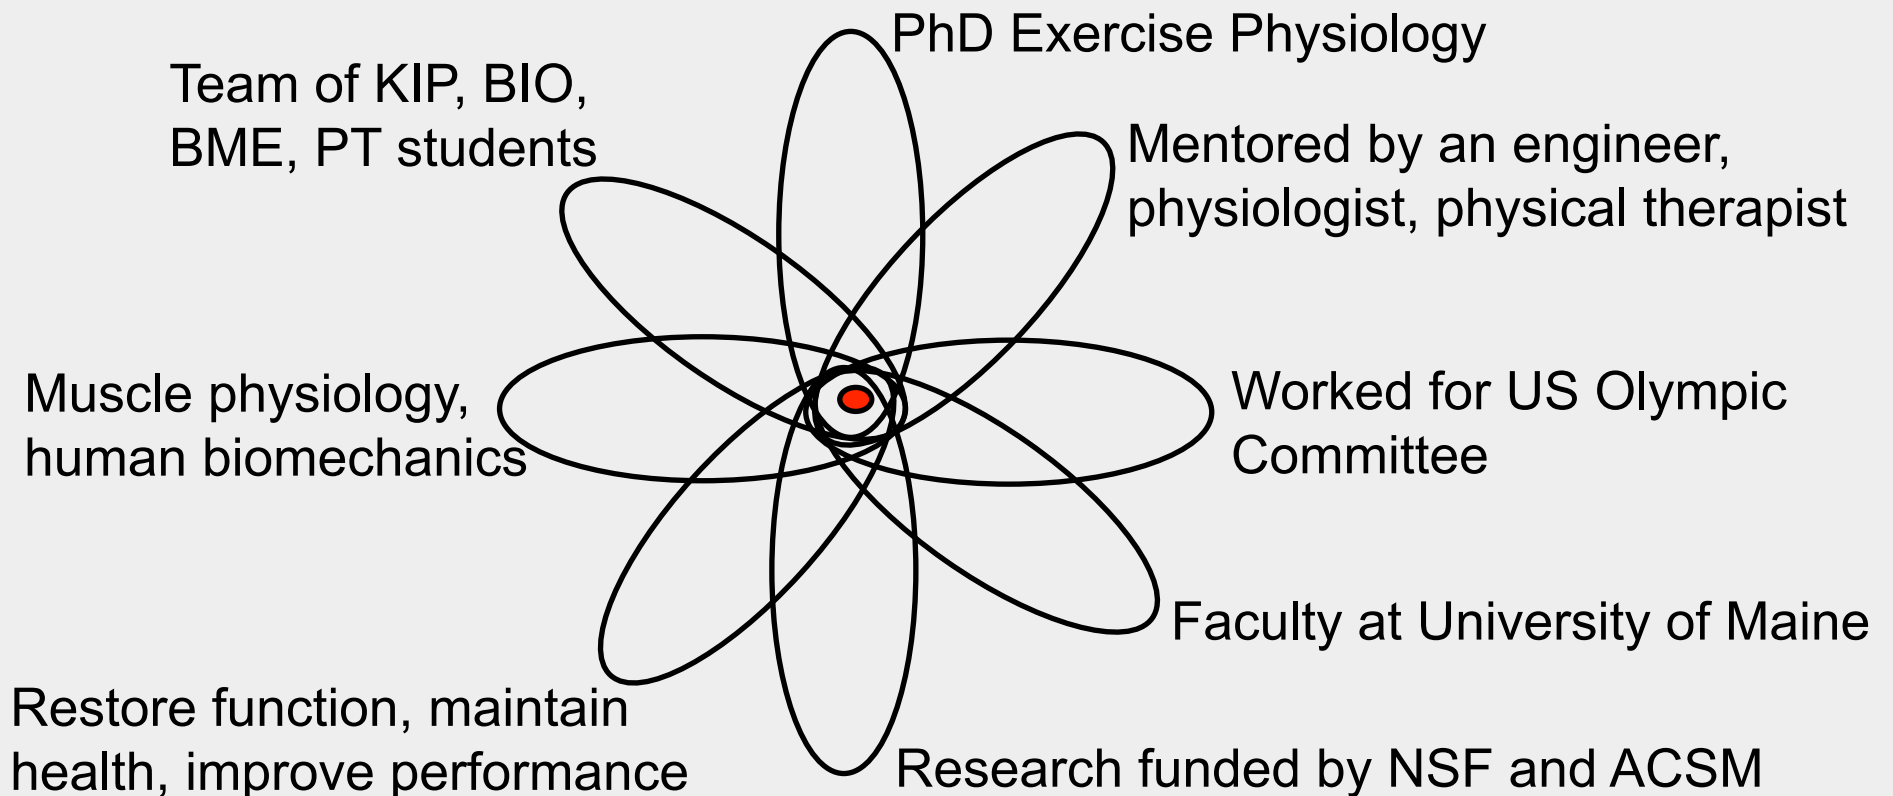 PhD Exercise Physiology
Team of KIP, BIO,
BME, PT students
Mentored by an engineer,
physiologist, physical therapist
Muscle physiology,
human biomechanics
Worked for US Olympic
Committee
Faculty at University of Maine
Restore function, maintain
health, improve performance
Research funded by NSF and ACSM